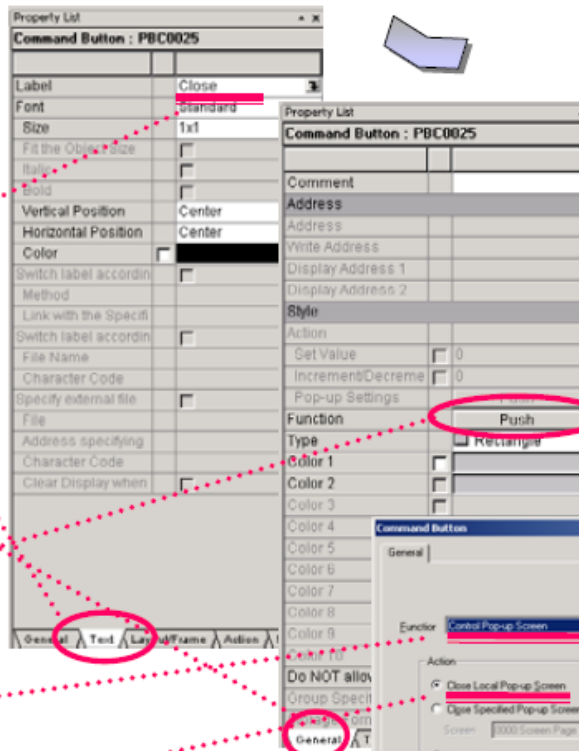 Property List
Command Button : PBC0025
Label Close
Font Standard
Size 1x1
Fit the Object Size
Italic
Bold
Vertical Position Center
Horizontal Position Center
Color
Switch label accordin
Method
Link with the Specifi
Switch label accordin
File Name
Character Code
Specify external file
File
Address specifying
Character Code
Clear Display when
General Text Layout/Frame Action
Property List
Command Button : PBC0025
Comment
Address
Address
Write Address
Display Address 1
Display Address 2
Style
Action
Set Value 0
Increment/Decreme 0
Pop-up Settings
Function Push
Type Rectangle
Color 1
Color 2
Color 3
Color 4
Color 5
Color 6
Color 7
Color 8
Color 9
Color 10
Do NOT allow
Group Specif
General T
Command Button
General
Function Control Pop-up Screen
Action
Close Local Pop-up Screen
Close Specified Pop-up Screen
Screen 0000:Screen Page